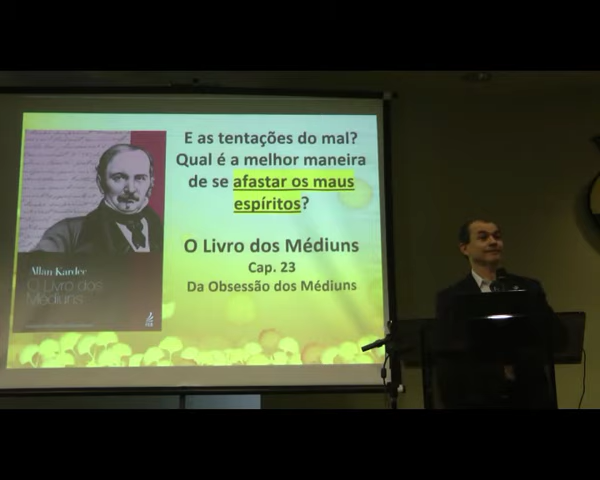 E as tentações do mal?
Qual é a melhor maneira
de se afastar os maus
espíritos?
O Livro dos Médiuns
Cap. 23
Da Obsessão dos Médiuns
Allan Kardec
O Livro dos
Médiuns